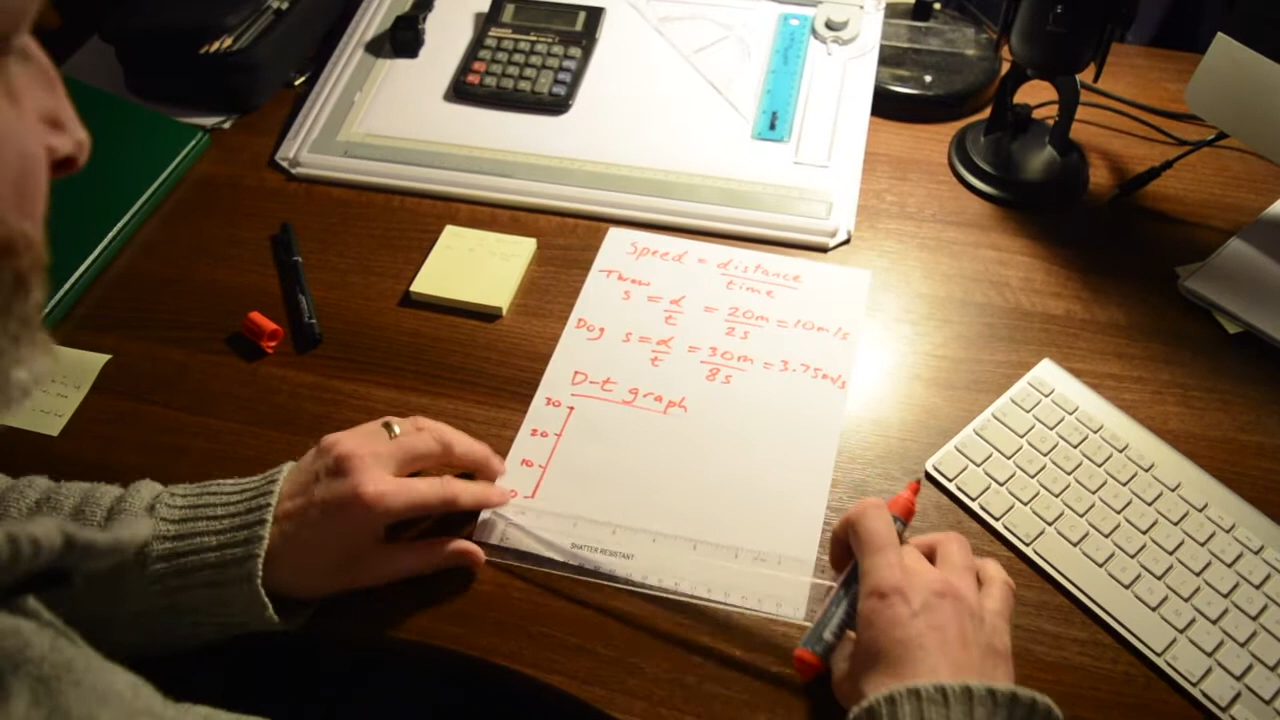 Speed = distance
time
Throw
s = d/t = 20m/2s = 10m/s
Dog s = d/t = 30m/8s = 3.75m/s
D-t graph
30
20
10
0
SHATTER RESISTANT